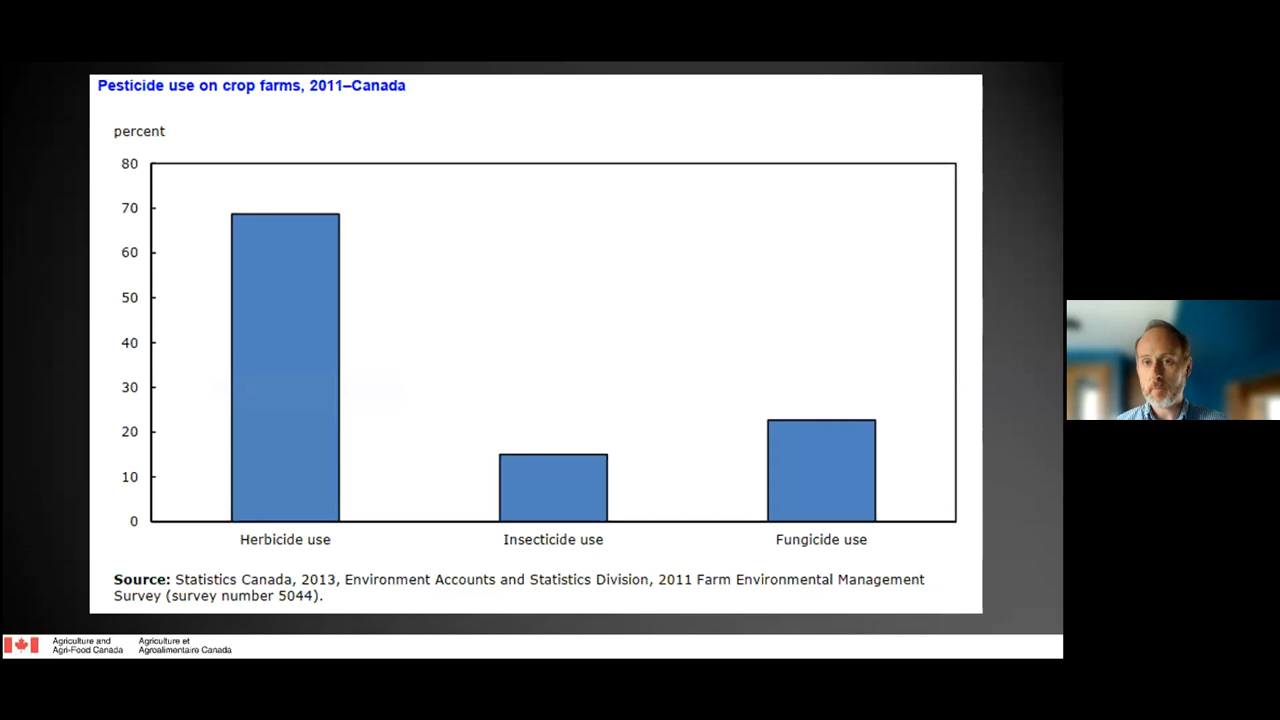 Pesticide use on crop farms, 2011–Canada
percent
80
70
60
50
40
30
20
10
0
Herbicide use
Insecticide use
Fungicide use
Source: Statistics Canada, 2013, Environment Accounts and Statistics Division, 2011 Farm Environmental Management
Survey (survey number 5044).
Agriculture and
Agri-Food Canada
Agriculture et
Agroalimentaire Canada